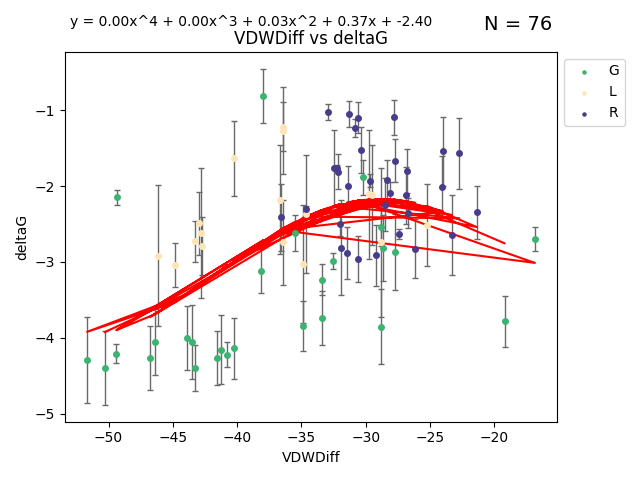 y = 0.00x^4 + 0.00x^3 + 0.03x^2 + 0.37x + -2.40
N = 76
VDWDiff vs deltaG
G
L
R
deltaG
−1
−2
−3
−4
−5
−50
−45
−40
−35
−30
−25
−20
VDWDiff